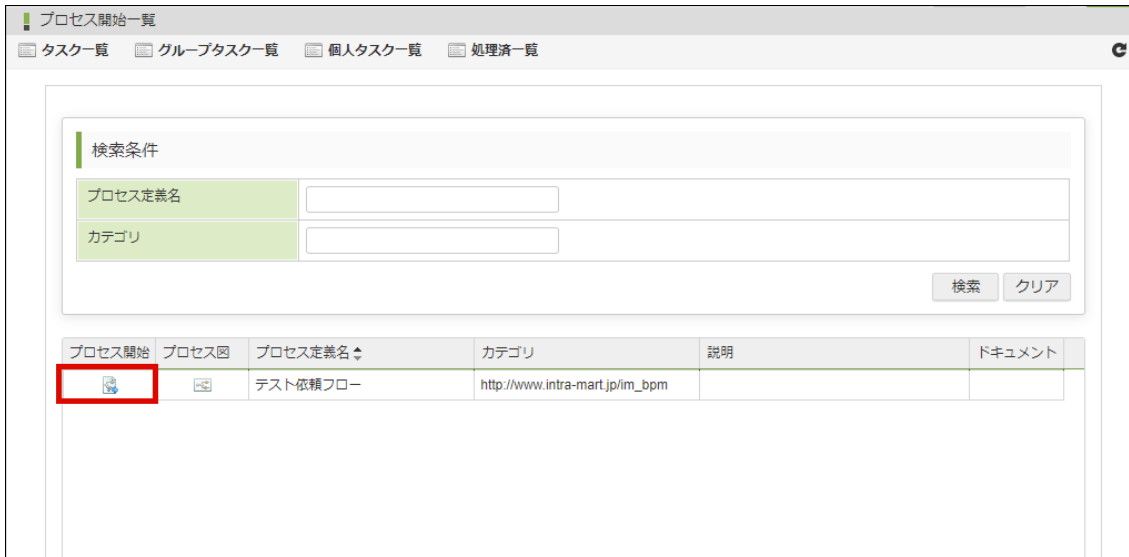 プロセス開始一覧
タスク一覧 グループタスク一覧 個人タスク一覧 処理済一覧
検索条件
プロセス定義名
カテゴリ
検索 クリア
プロセス開始 プロセス図 プロセス定義名 カテゴリ 説明 ドキュメント
テスト依頼フロー http://www.intra-mart.jp/im_bpm